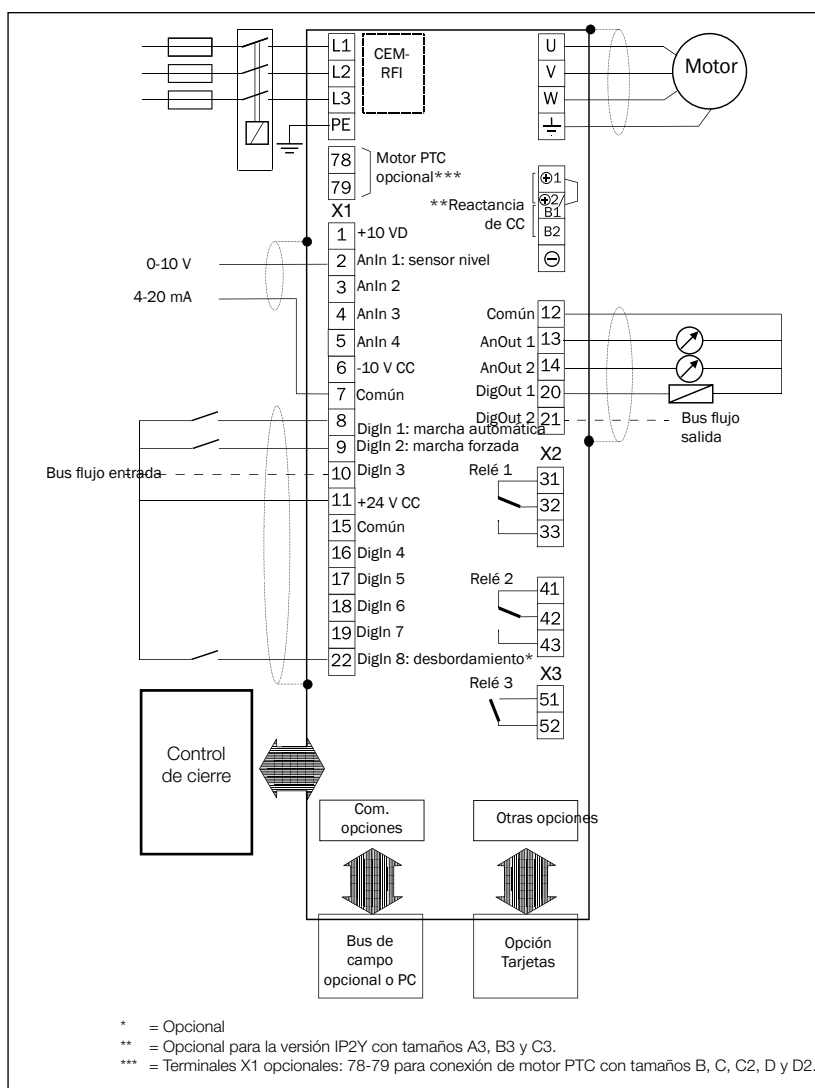 L1
L2
L3
PE
CEM-
RFI
U
V
W
Motor
78
79
Motor PTC
opcional***
X1
1 +10 VD
0-10 V
2 AnIn 1: sensor nivel
3 AnIn 2
4-20 mA
4 AnIn 3
5 AnIn 4
6 -10 V CC
7 Común
8 DigIn 1: marcha automática
9 DigIn 2: marcha forzada
Bus flujo entrada
10 DigIn 3
11 +24 V CC
15 Común
16 DigIn 4
17 DigIn 5
18 DigIn 6
19 DigIn 7
22 DigIn 8: desbordamiento*
**Reactancia
de CC
1
2/
B1
B2
Común 12
AnOut 1 13
AnOut 2 14
DigOut 1 20
DigOut 2 21
Bus flujo
salida
X2
Relé 1
31
32
33
Relé 2
41
42
43
X3
Relé 3
51
52
Control
de cierre
Com.
opciones
Otras opciones
Bus de
campo
opcional o PC
Opción
Tarjetas
* = Opcional
** = Opcional para la versión IP2Y con tamaños A3, B3 y C3.
*** = Terminales X1 opcionales: 78-79 para conexión de motor PTC con tamaños B, C, C2, D y D2.